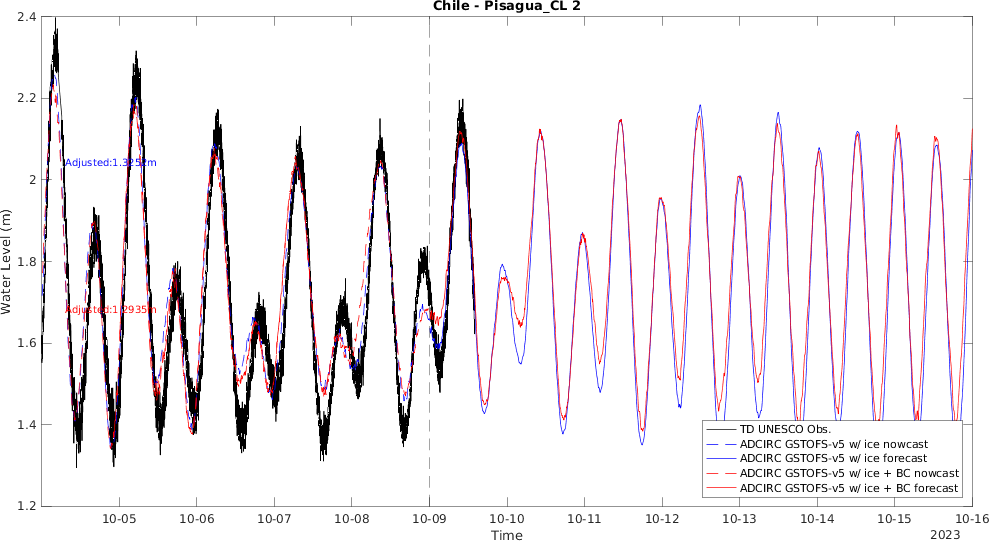 Chile - Pisagua_CL 2
2.4
2.2
2
1.8
1.6
1.4
1.2
Water Level (m)
Adjusted:1.3252m
Adjusted:1.2935m
TD UNESCO Obs.
ADCIRC GSTOFS-v5 w/ ice nowcast
ADCIRC GSTOFS-v5 w/ ice forecast
ADCIRC GSTOFS-v5 w/ ice + BC nowcast
ADCIRC GSTOFS-v5 w/ ice + BC forecast
10-05 10-06 10-07 10-08 10-09 10-10 10-11 10-12 10-13 10-14 10-15 10-16
Time
2023